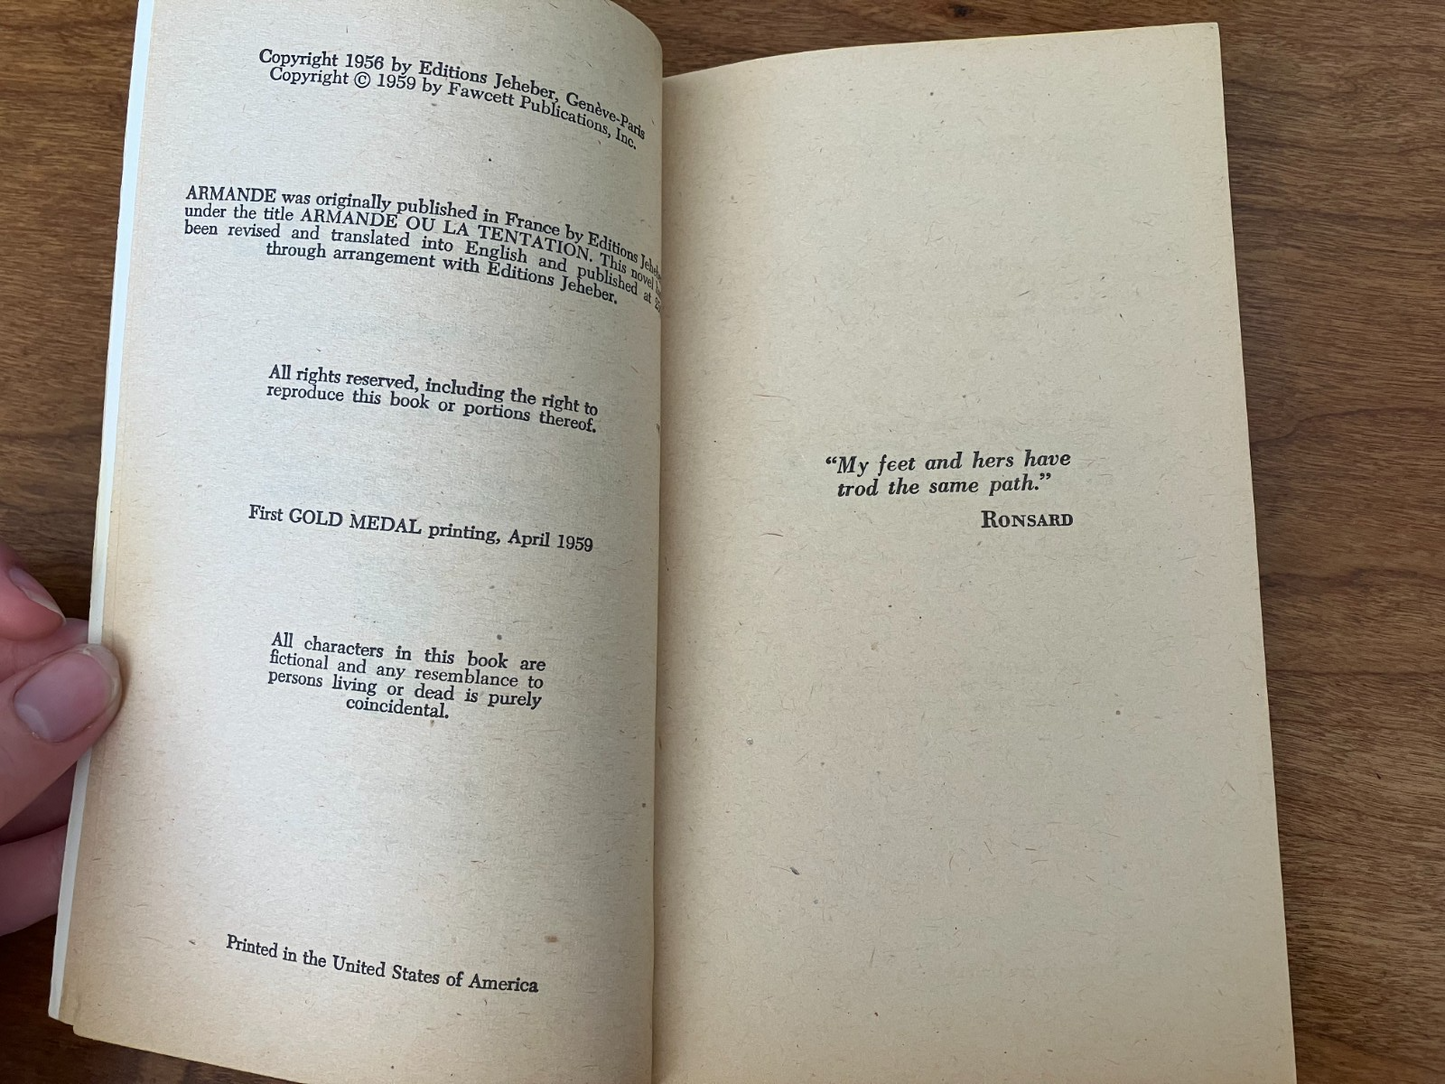 Copyright 1956 by Editions Jeheber, Genève-Paris
Copyright © 1959 by Fawcett Publications, Inc.
ARMANDE was originally published in France by Editions
under the title ARMANDE OU LA TENTATION. This novel
been revised and translated into English and published at
through arrangement with Editions Jeheber.
All rights reserved, including the right to
reproduce this book or portions thereof.
First GOLD MEDAL printing, April 1959
All characters in this book are
fictional and any resemblance to
persons living or dead is purely
coincidental.
Printed in the United States of America
“My feet and hers have
trod the same path.”
RONSARD